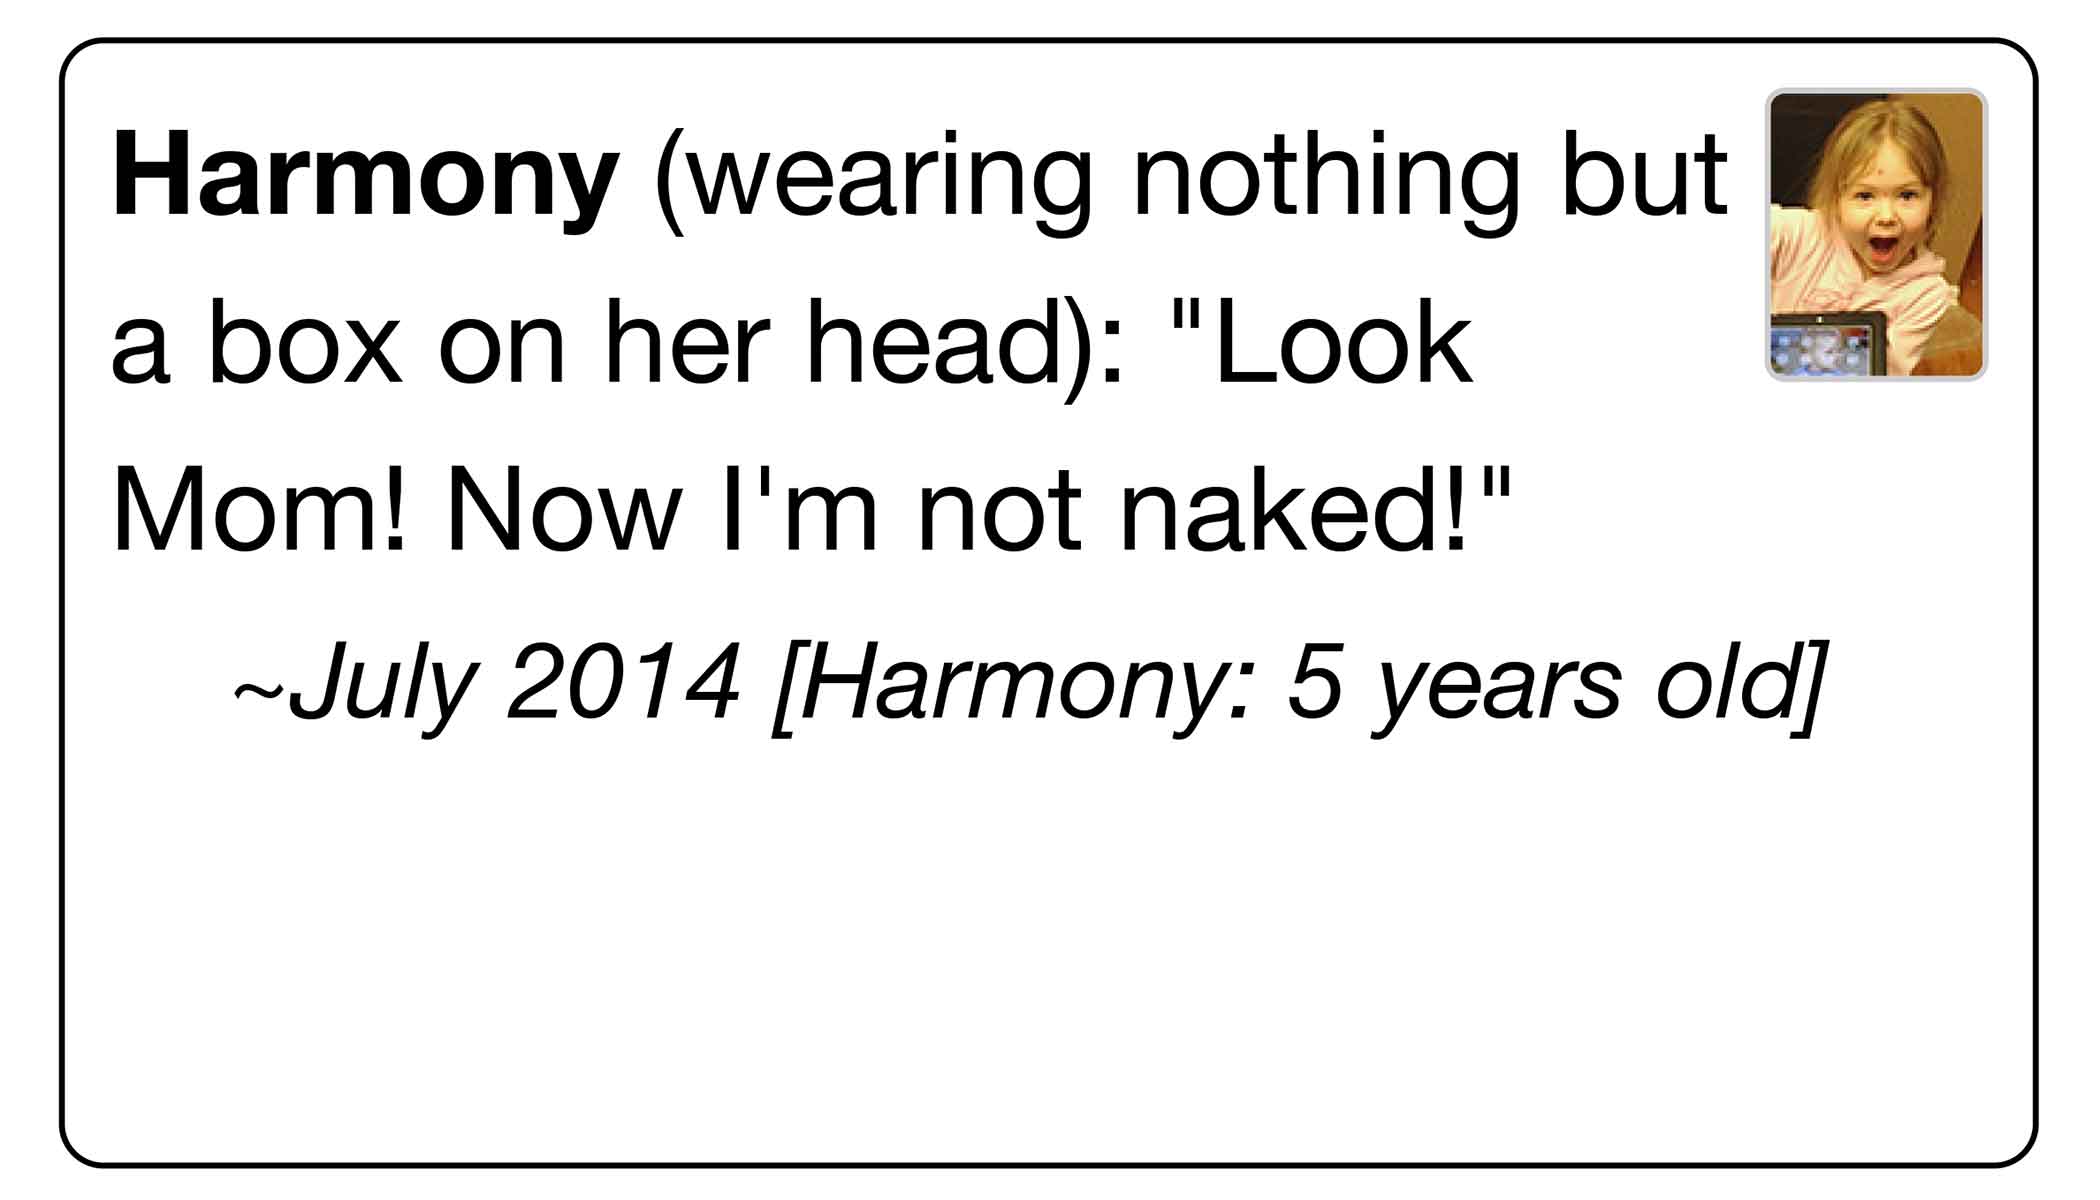 Harmony (wearing nothing but
a box on her head): "Look
Mom! Now I'm not naked!"
~July 2014 [Harmony: 5 years old]